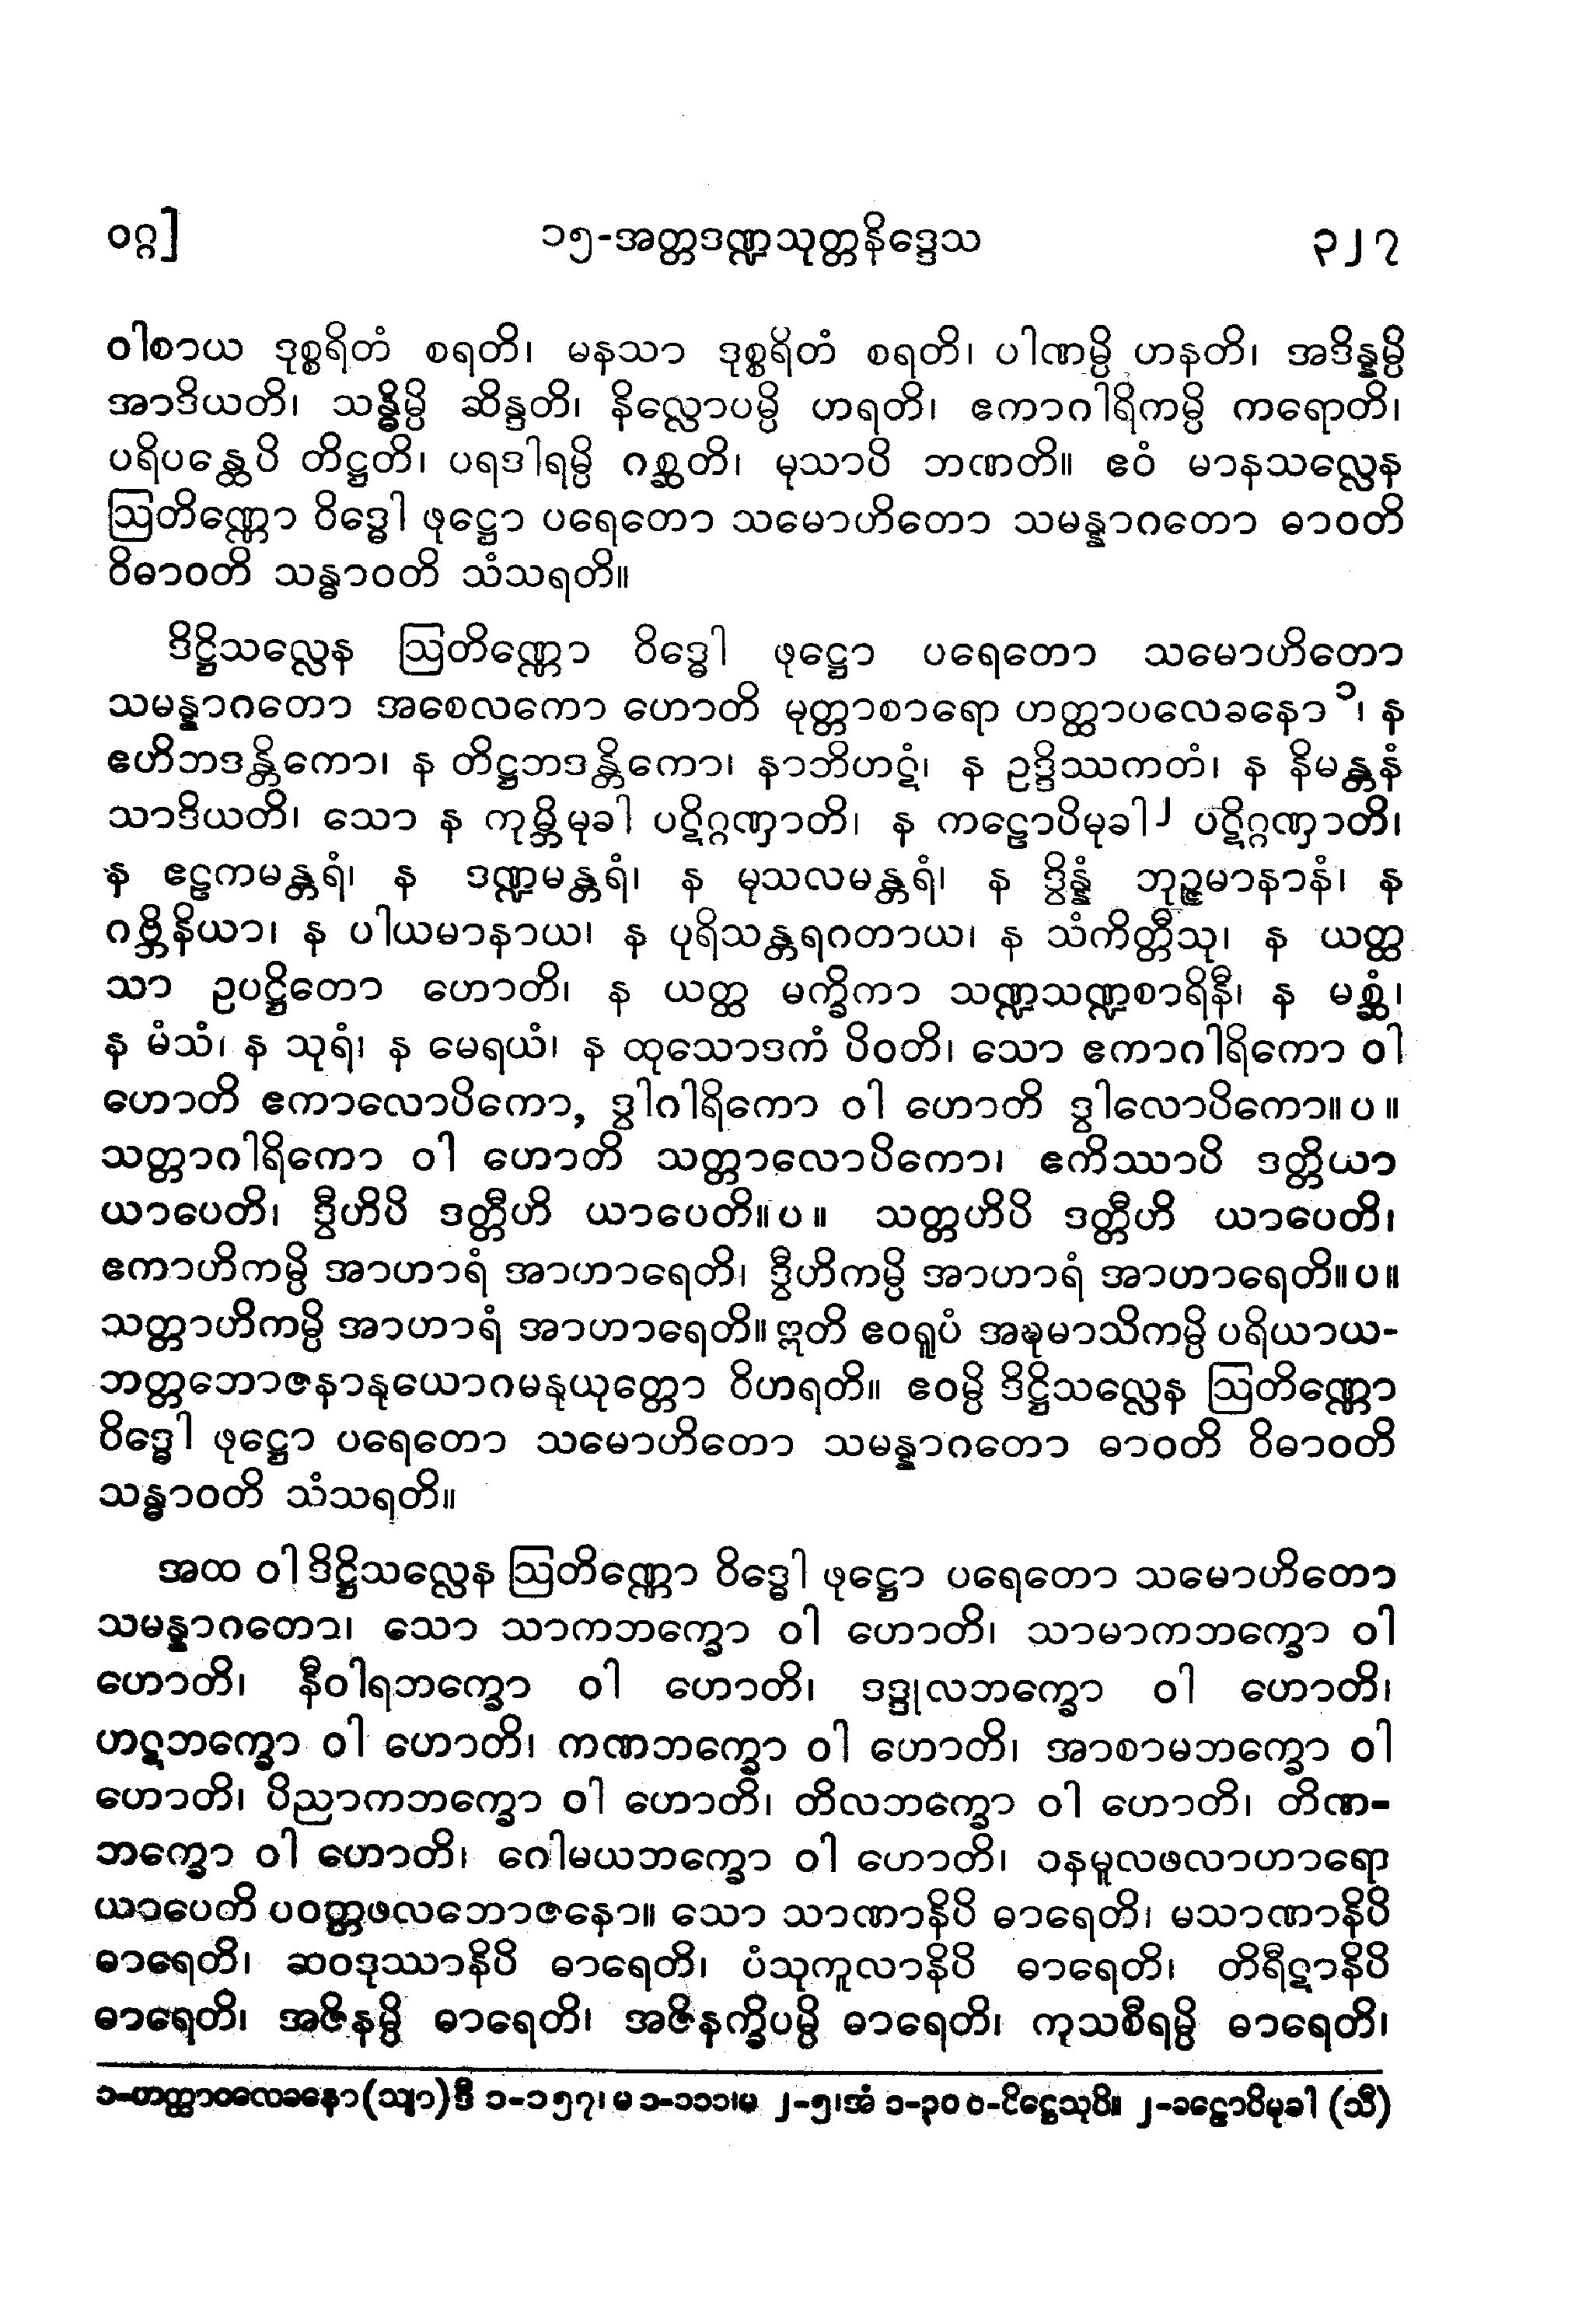 ဝဂ္ဂ] ၁၅-အတ္တဒဏ္ဍသုတ္တနိဒ္ဒေသ ၃၂၇
ဝါစာယ ဒုစ္စရိတံ စရတိ၊ မနသာ ဒုစ္စရိတံ စရတိ၊ ပါဏမ္ပိ ဟနတိ၊ အဒိန္နမ္ပိ
အာဒိယတိ၊ သန္ဓိမ္ပိ ဆိန္ဒတိ၊ နိလ္လောပမ္ပိ ဟရတိ၊ ဧကာဂါရိကမ္ပိ ကရောတိ၊
ပရိပန္ထေပိ တိဋ္ဌတိ၊ ပရဒါရမ္ပိ ဂစ္ဆတိ၊ မုသာပိ ဘဏတိ။ ဧဝံ မာနသလ္လေန
ဩတိဏ္ဏော ဝိဒ္ဓေါ ဖုဋ္ဌော ပရေတော သမောဟိတော သမန္နာဂတော ဓာဝတိ
ဝိဓာဝတိ သန္ဓာဝတိ သံသရတိ။
ဒိဋ္ဌိသလ္လေန ဩတိဏ္ဏော ဝိဒ္ဓေါ ဖုဋ္ဌော ပရေတော သမောဟိတော
သမန္နာဂတော အစေလကော ဟောတိ မုတ္တာစာရော ဟတ္ထာပလေခနော၁၊ န
ဧဟိဘဒန္တိကော၊ န တိဋ္ဌဘဒန္တိကော၊ နာဘိဟဋံ၊ န ဥဒ္ဒိဿကတံ၊ န နိမန္တနံ
သာဒိယတိ၊ သော န ကုမ္ဘိမုခါ ပဋိဂ္ဂဏှာတိ၊ န ကဠောပိမုခါ၂ ပဋိဂ္ဂဏှာတိ၊
န ဧဠကမန္တရံ၊ န ဒဏ္ဍမန္တရံ၊ န မုသလမန္တရံ၊ န ဒွိန္နံ ဘုဉ္ဇမာနာနံ၊ န
ဂဗ္ဘိနိယာ၊ န ပါယမာနာယ၊ န ပုရိသန္တရဂတာယ၊ န သံကိတ္တီသု၊ န ယတ္ထ
သာ ဥပဋ္ဌိတော ဟောတိ၊ န ယတ္ထ မက္ခိကာ သဏ္ဍသဏ္ဍစာရိနီ၊ န မစ္ဆံ၊
န မံသံ၊ န သုရံ၊ န မေရယံ၊ န ထုသောဒကံ ပိဝတိ၊ သော ဧကာဂါရိကော ဝါ
ဟောတိ ဧကာလောပိကော, ဒွါဂါရိကော ဝါ ဟောတိ ဒွါလောပိကော။ပ။
သတ္တာဂါရိကော ဝါ ဟောတိ သတ္တာလောပိကော၊ ဧကိဿာပိ ဒတ္တိယာ
ယာပေတိ၊ ဒွီဟိပိ ဒတ္တီဟိ ယာပေတိ။ပ။ သတ္တဟိပိ ဒတ္တီဟိ ယာပေတိ၊
ဧကာဟိကမ္ပိ အာဟာရံ အာဟာရေတိ၊ ဒွီဟိကမ္ပိ အာဟာရံ အာဟာရေတိ။ပ။
သတ္တာဟိကမ္ပိ အာဟာရံ အာဟာရေတိ။ ဣတိ ဧဝရူပံ အဍ္ဎမာသိကမ္ပိ ပရိယာယ-
ဘတ္တဘောဇနာနုယောဂမနုယုတ္တော ဝိဟရတိ။ ဧဝမ္ပိ ဒိဋ္ဌိသလ္လေန ဩတိဏ္ဏော
ဝိဒ္ဓေါ ဖုဋ္ဌော ပရေတော သမောဟိတော သမန္နာဂတော ဓာဝတိ ဝိဓာဝတိ
သန္ဓာဝတိ သံသရတိ။
အထ ဝါ ဒိဋ္ဌိသလ္လေန ဩတိဏ္ဏော ဝိဒ္ဓေါ ဖုဋ္ဌော ပရေတော သမောဟိတော
သမန္နာဂတော၊ သော သာကဘက္ခော ဝါ ဟောတိ၊ သာမာကဘက္ခော ဝါ
ဟောတိ၊ နီဝါရဘက္ခော ဝါ ဟောတိ၊ ဒဒ္ဒုလဘက္ခော ဝါ ဟောတိ၊
ဟဋဘက္ခော ဝါ ဟောတိ၊ ကဏဘက္ခော ဝါ ဟောတိ၊ အာစာမဘက္ခော ဝါ
ဟောတိ၊ ပိညာကဘက္ခော ဝါ ဟောတိ၊ တိလဘက္ခော ဝါ ဟောတိ၊ တိဏ-
ဘက္ခော ဝါ ဟောတိ၊ ဂေါမယဘက္ခော ဝါ ဟောတိ၊ ဝနမူလဖလာဟာရော
ယာပေတိ ပဝတ္တဖလဘောဇနော။ သော သာဏာနိပိ ဓာရေတိ၊ မသာဏာနိပိ
ဓာရေတိ၊ ဆဝဒုဿာနိပိ ဓာရေတိ၊ ပံသုကူလာနိပိ ဓာရေတိ၊ တိရီဋာနိပိ
ဓာရေတိ၊ အဇိနမ္ပိ ဓာရေတိ၊ အဇိနက္ခိပမ္ပိ ဓာရေတိ၊ ကုသစီရမ္ပိ ဓာရေတိ၊
၁-ဟတ္ထာဝလေခနော (သျာ) ဒီ ၁-၁၅၇၊ မ ၁-၁၁၁၊မ ၂-၅၊အံ ၁-၃၀၀-ပိဋ္ဌေသုပိ။ ၂-ခဠောပိမုခါ (သီ)